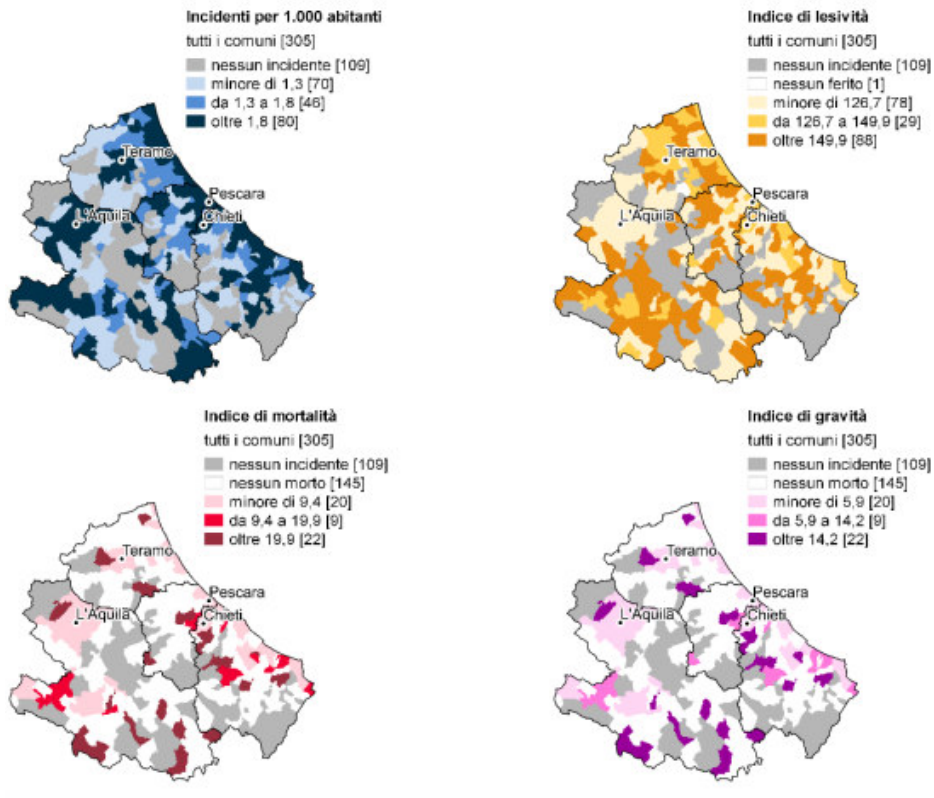 Incidenti per 1.000 abitanti
tutti i comuni [305]
nessun incidente [109]
minore di 1,3 [70]
da 1,3 a 1,8 [46]
oltre 1,8 [80]
Teramo
Pescara
L'Aquila
Chieti
Indice di lesività
tutti i comuni [305]
nessun incidente [109]
nessun ferito [1]
minore di 126,7 [78]
da 126,7 a 149,9 [29]
oltre 149,9 [88]
Teramo
Pescara
L'Aquila
Chieti
Indice di mortalità
tutti i comuni [305]
nessun incidente [109]
nessun morto [145]
minore di 9,4 [20]
da 9,4 a 19,9 [9]
oltre 19,9 [22]
Teramo
Pescara
L'Aquila
Chieti
Indice di gravità
tutti i comuni [305]
nessun incidente [109]
nessun morto [145]
minore di 5,9 [20]
da 5,9 a 14,2 [9]
oltre 14,2 [22]
Teramo
Pescara
L'Aquila
Chieti